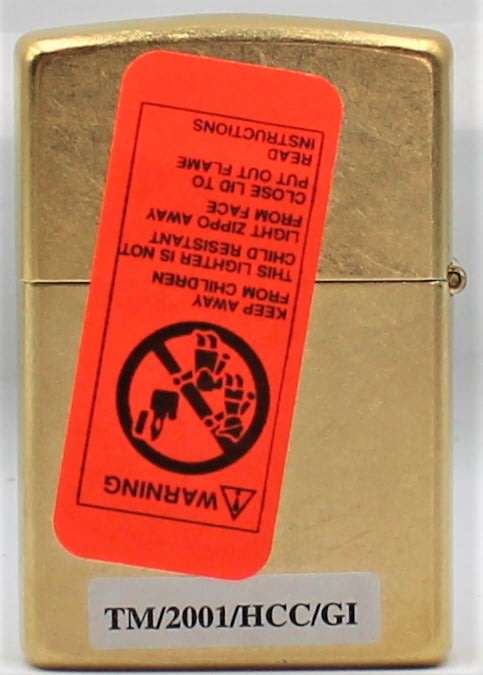 WARNING
KEEP AWAY
FROM CHILDREN
THIS LIGHTER IS NOT
CHILD RESISTANT
LIGHT ZIPPO AWAY
FROM FACE
CLOSE LID TO
PUT OUT FLAME
READ
INSTRUCTIONS
TM/2001/HCC/GI